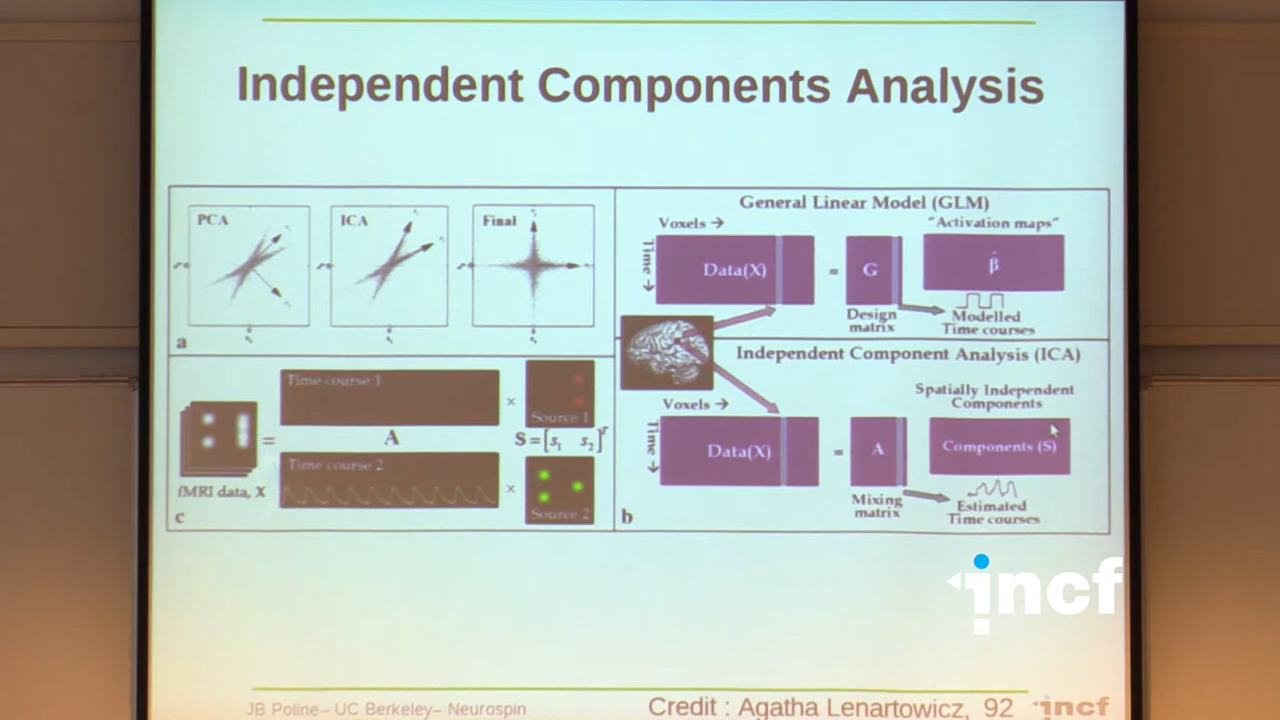 Independent Components Analysis
PCA
ICA
Final
a
General Linear Model (GLM)
Voxels →
"Activation maps"
Time →
Data(X)
=
G
β̂
Design
matrix
Modelled
Time courses
Independent Component Analysis (ICA)
Spatially Independent
Components
Voxels →
Time →
Data(X)
=
A
Components (S)
Mixing
matrix
Estimated
Time courses
b
Time course 1
×
Source 1
=
A
S = [s₁ s₂]ᵀ
Time course 2
×
Source 2
fMRI data, X
c
incf
JB Poline– UC Berkeley– Neurospin
Credit : Agatha Lenartowicz, 92
incf